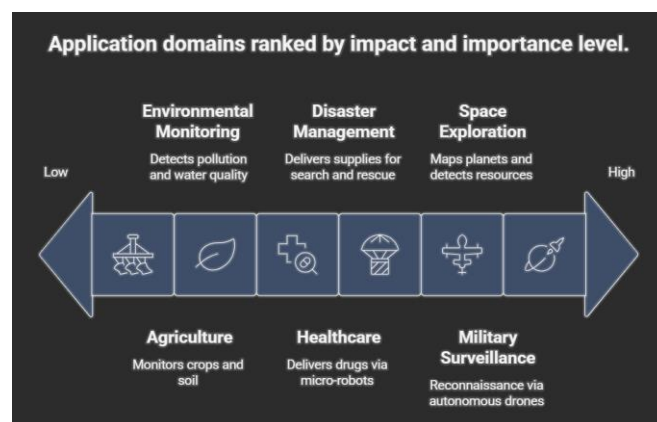 Application domains ranked by impact and importance level.
Environmental
Monitoring
Detects pollution
and water quality
Disaster
Management
Delivers supplies for
search and rescue
Space
Exploration
Maps planets and
detects resources
Low
High
Agriculture
Monitors crops and
soil
Healthcare
Delivers drugs via
micro-robots
Military
Surveillance
Reconnaissance via
autonomous drones